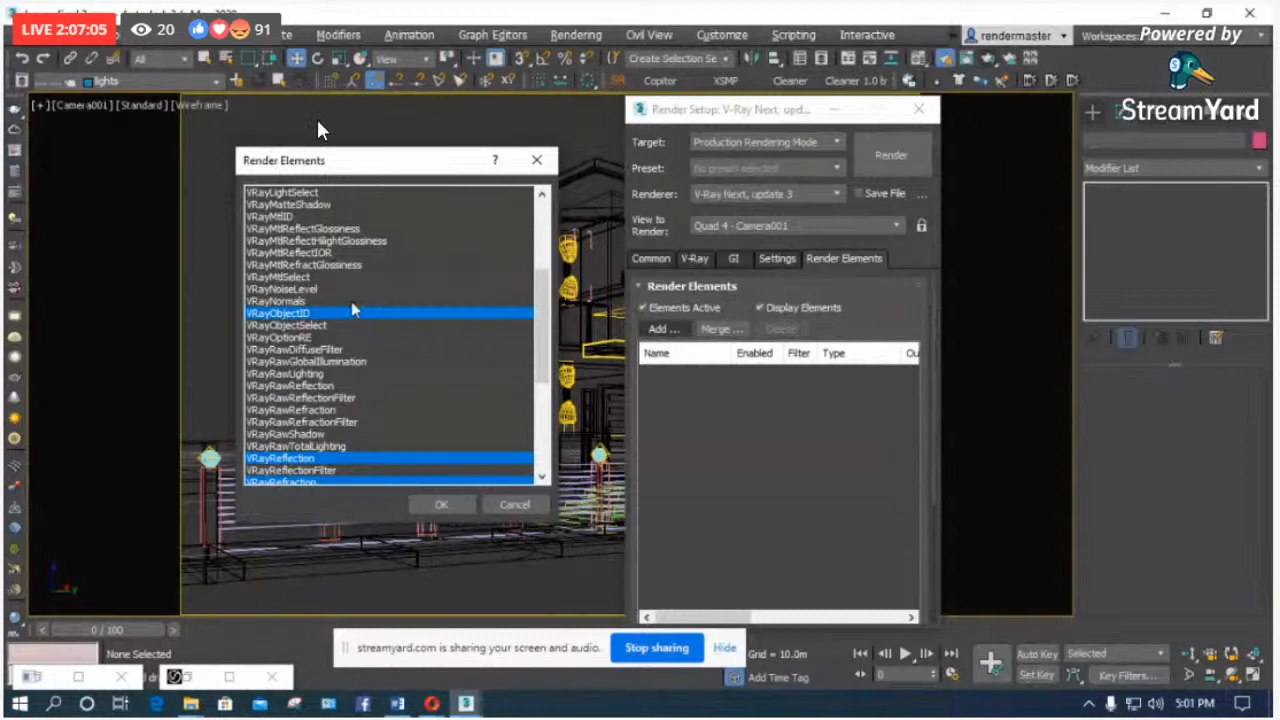 LIVE 2:07:05
20
91
Modifiers
Animation
Graph Editors
Rendering
Civil View
Customize
Scripting
Interactive
rendermaster
Workspaces:
Powered by
StreamYard
All
View
Create Selection Se
lights
Copitor
XSMP
Cleaner
Cleaner 1.0 b
[+] [Camera001] [Standard] [Wireframe]
Render Elements
?
VRayLightSelect
VRayMatteShadow
VRayMtlID
VRayMtlReflectGlossiness
VRayMtlReflectHilightGlossiness
VRayMtlReflectIOR
VRayMtlRefractGlossiness
VRayMtlSelect
VRayNoiseLevel
VRayNormals
VRayObjectID
VRayObjectSelect
VRayOptionRE
VRayRawDiffuseFilter
VRayRawGlobalIllumination
VRayRawLighting
VRayRawReflection
VRayRawReflectionFilter
VRayRawRefraction
VRayRawRefractionFilter
VRayRawShadow
VRayRawTotalLighting
VRayReflection
VRayReflectionFilter
VRayRefraction
OK
Cancel
Render Setup: V-Ray Next, upd...
Target:
Production Rendering Mode
Render
Preset:
No preset selected
Renderer:
V-Ray Next, update 3
Save File
...
View to
Render:
Quad 4 - Camera001
Common
V-Ray
GI
Settings
Render Elements
Render Elements
Elements Active
Display Elements
Add ...
Merge ...
Delete
Name
Enabled
Filter
Type
Ou
Modifier List
0 / 100
None Selected
streamyard.com is sharing your screen and audio.
Stop sharing
Hide
Grid = 10.0m
Add Time Tag
0
Auto Key
Selected
Set Key
Key Filters...
5:01 PM